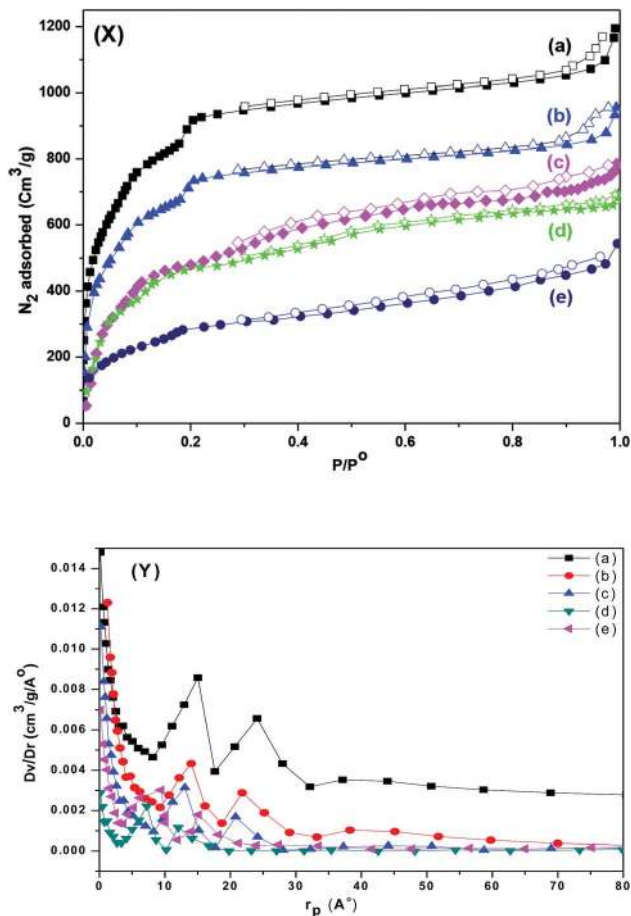 (X)
1200
1000
800
600
400
200
0
N2 adsorbed (Cm³/g)
(a)
(b)
(c)
(d)
(e)
0.0 0.2 0.4 0.6 0.8 1.0
P/P⁰
(Y)
(a)
(b)
(c)
(d)
(e)
0.014
0.012
0.010
0.008
0.006
0.004
0.002
0.000
Dv/Dr (cm³/g/A°)
0 10 20 30 40 50 60 70 80
rp (A°)